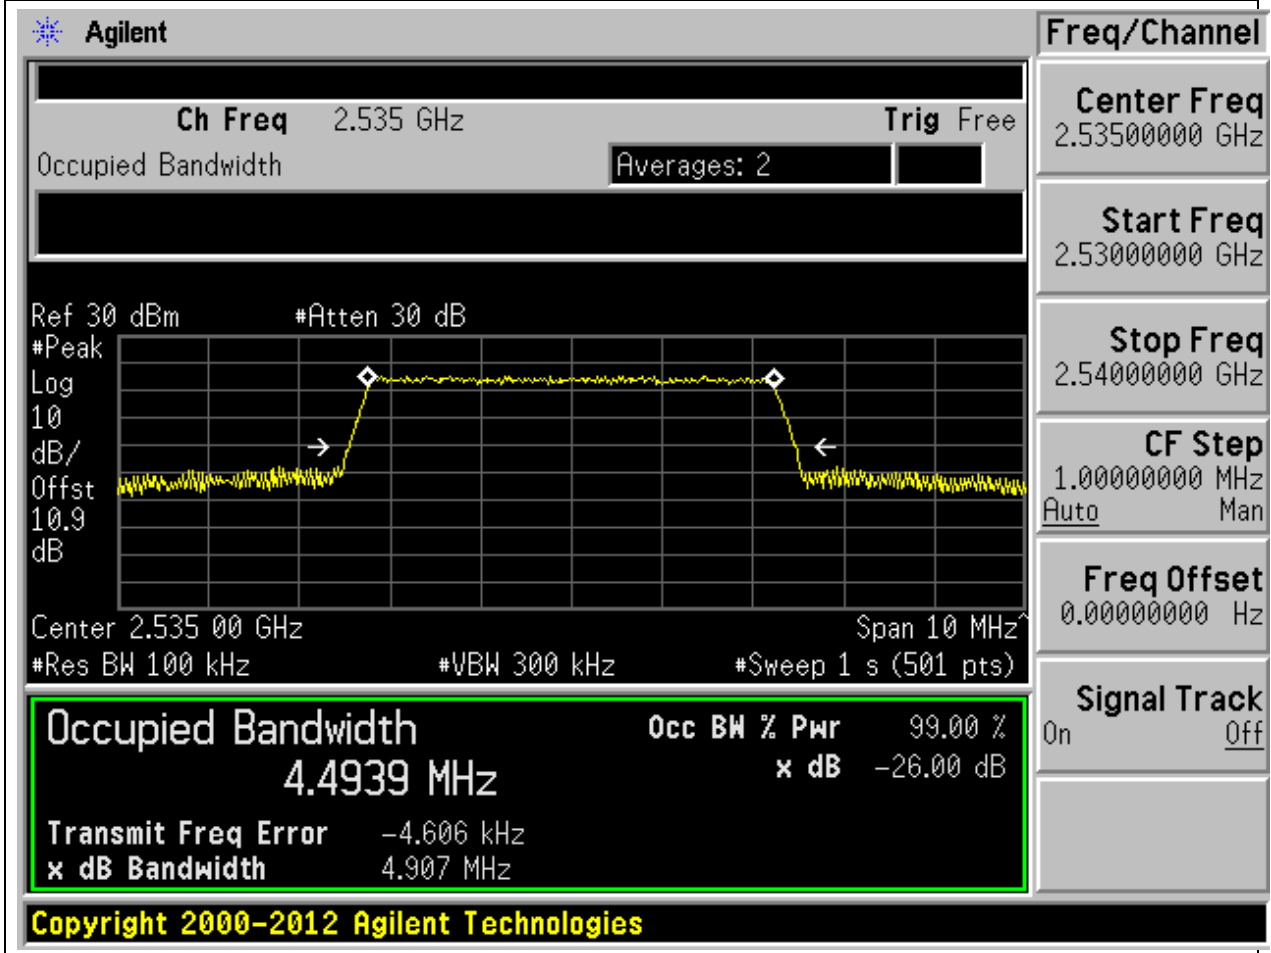 Agilent
Freq/Channel
Ch Freq 2.535 GHz Trig Free
Occupied Bandwidth Averages: 2
Ref 30 dBm #Atten 30 dB
#Peak
Log
10
dB/
Offst
10.9
dB
Center 2.535 00 GHz Span 10 MHz^
#Res BW 100 kHz #VBW 300 kHz #Sweep 1 s (501 pts)
Occupied Bandwidth
4.4939 MHz
Occ BW % Pwr 99.00 %
x dB -26.00 dB
Transmit Freq Error -4.606 kHz
x dB Bandwidth 4.907 MHz
Center Freq
2.53500000 GHz
Start Freq
2.53000000 GHz
Stop Freq
2.54000000 GHz
CF Step
1.00000000 MHz
Auto Man
Freq Offset
0.00000000 Hz
Signal Track
On Off
Copyright 2000-2012 Agilent Technologies